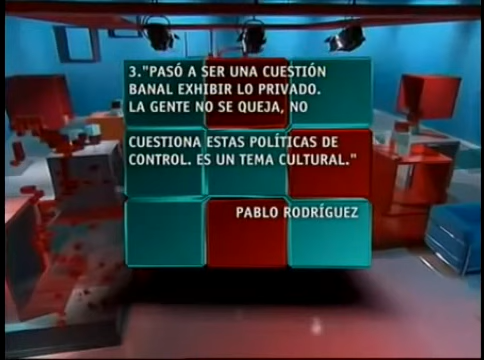 3."PASÓ A SER UNA CUESTIÓN
BANAL EXHIBIR LO PRIVADO.
LA GENTE NO SE QUEJA, NO
CUESTIONA ESTAS POLÍTICAS DE
CONTROL. ES UN TEMA CULTURAL."
PABLO RODRÍGUEZ